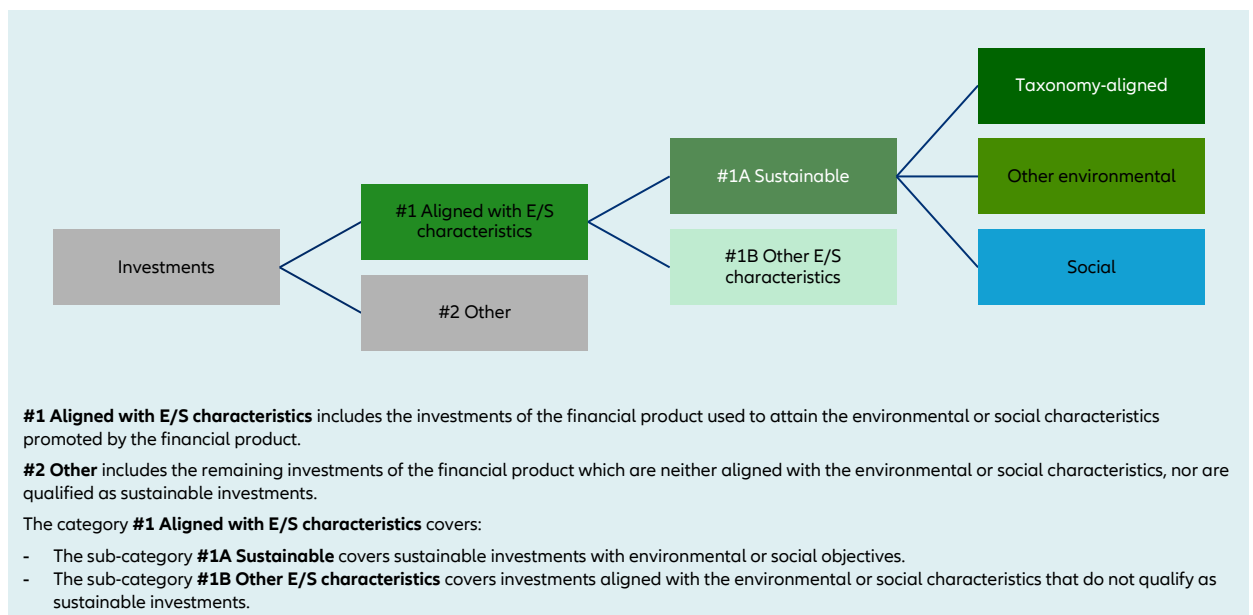 Taxonomy-aligned
#1A Sustainable
Other environmental
#1 Aligned with E/S
characteristics
Investments
#1B Other E/S
characteristics
Social
#2 Other
#1 Aligned with E/S characteristics includes the investments of the financial product used to attain the environmental or social characteristics
promoted by the financial product.
#2 Other includes the remaining investments of the financial product which are neither aligned with the environmental or social characteristics, nor are
qualified as sustainable investments.
The category #1 Aligned with E/S characteristics covers:
- The sub-category #1A Sustainable covers sustainable investments with environmental or social objectives.
- The sub-category #1B Other E/S characteristics covers investments aligned with the environmental or social characteristics that do not qualify as
sustainable investments.